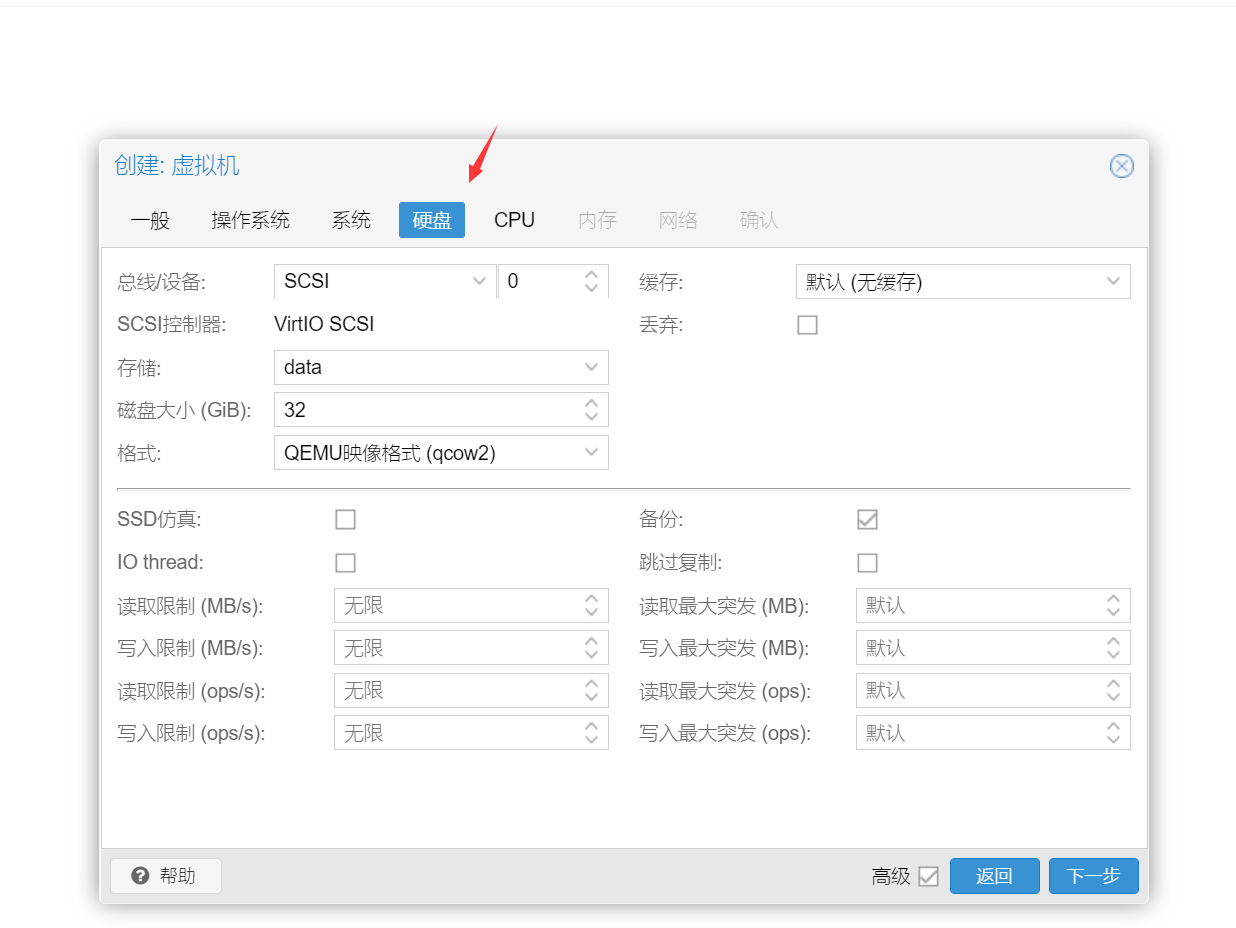 创建: 虚拟机
一般 操作系统 系统 硬盘 CPU 内存 网络 确认
总线/设备: SCSI 0 缓存: 默认 (无缓存)
SCSI控制器: VirtIO SCSI 丢弃:
存储: data
磁盘大小 (GiB): 32
格式: QEMU映像格式 (qcow2)
SSD仿真: 备份:
IO thread: 跳过复制:
读取限制 (MB/s): 无限 读取最大突发 (MB): 默认
写入限制 (MB/s): 无限 写入最大突发 (MB): 默认
读取限制 (ops/s): 无限 读取最大突发 (ops): 默认
写入限制 (ops/s): 无限 写入最大突发 (ops): 默认
帮助 高级 返回 下一步